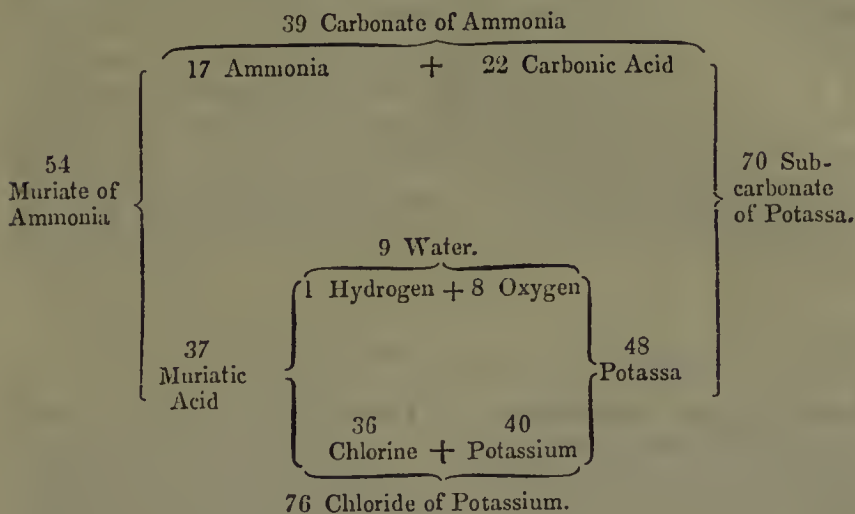 39 Carbonate of Ammonia
17 Ammonia + 22 Carbonic Acid
54
Muriate of
Ammonia
70 Sub-
carbonate
of Potassa.
9 Water.
1 Hydrogen + 8 Oxygen
37
Muriatic
Acid
48
Potassa
36 40
Chlorine + Potassium
76 Chloride of Potassium.